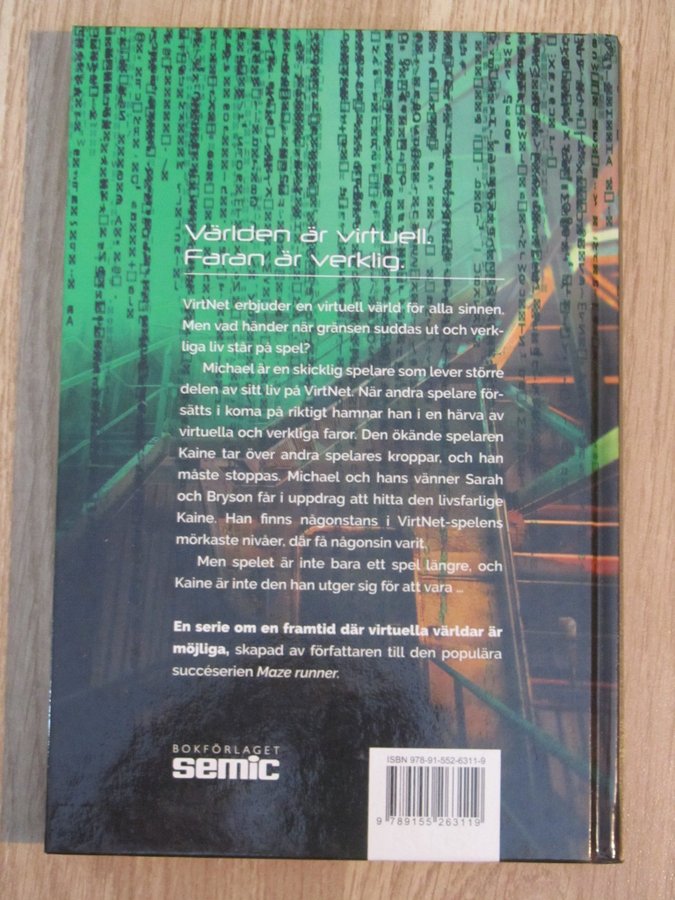 Världen är virtuell.
Faran är verklig.
VirtNet erbjuder en virtuell värld för alla sinnen.
Men vad händer när gränsen suddas ut och verk-
liga liv står på spel?
Michael är en skicklig spelare som lever större
delen av sitt liv på VirtNet. När andra spelare för-
sätts i koma på riktigt hamnar han i en härva av
virtuella och verkliga faror. Den ökände spelaren
Kaine tar över andra spelares kroppar, och han
måste stoppas. Michael och hans vänner Sarah
och Bryson får i uppdrag att hitta den livsfarlige
Kaine. Han finns någonstans i VirtNet-spelens
mörkaste nivåer, där få någonsin varit.
Men spelet är inte bara ett spel längre, och
Kaine är inte den han utger sig för att vara …
En serie om en framtid där virtuella världar är
möjliga, skapad av författaren till den populära
succéserien Maze runner.
BOKFÖRLAGET
semic
ISBN 978-91-552-6311-9
9 789155 263119